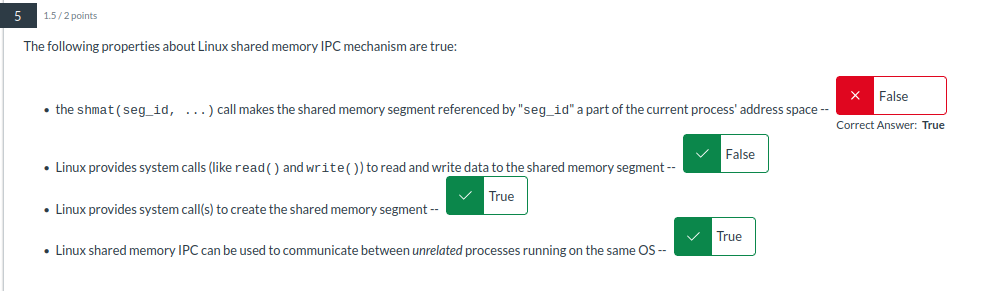 5 1.5 / 2 points
The following properties about Linux shared memory IPC mechanism are true:
• the shmat(seg_id, ...) call makes the shared memory segment referenced by "seg_id" a part of the current process' address space -- False
Correct Answer: True
• Linux provides system calls (like read() and write()) to read and write data to the shared memory segment -- False
• Linux provides system call(s) to create the shared memory segment -- True
• Linux shared memory IPC can be used to communicate between unrelated processes running on the same OS -- True